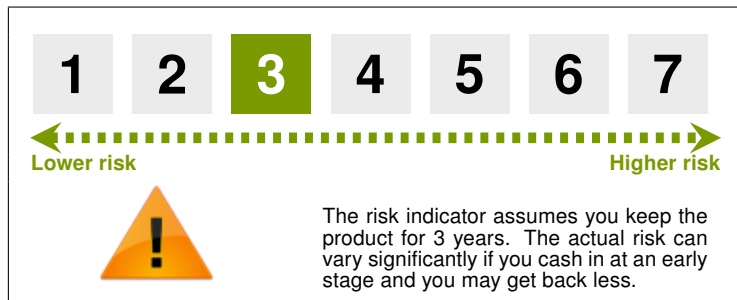 1 2 3 4 5 6 7
Lower risk Higher risk
!
The risk indicator assumes you keep the
product for 3 years. The actual risk can
vary significantly if you cash in at an early
stage and you may get back less.